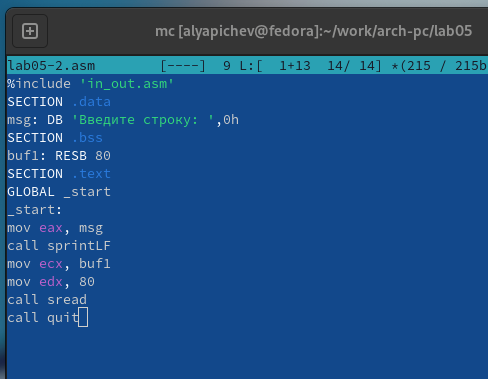 mc [alyapichev@fedora]:~/work/arch-pc/lab05
lab05-2.asm [----] 9 L:[ 1+13 14/ 14] *(215 / 215b
%include 'in_out.asm'
SECTION .data
msg: DB 'Введите строку: ',0h
SECTION .bss
buf1: RESB 80
SECTION .text
GLOBAL _start
_start:
mov eax, msg
call sprintLF
mov ecx, buf1
mov edx, 80
call sread
call quit